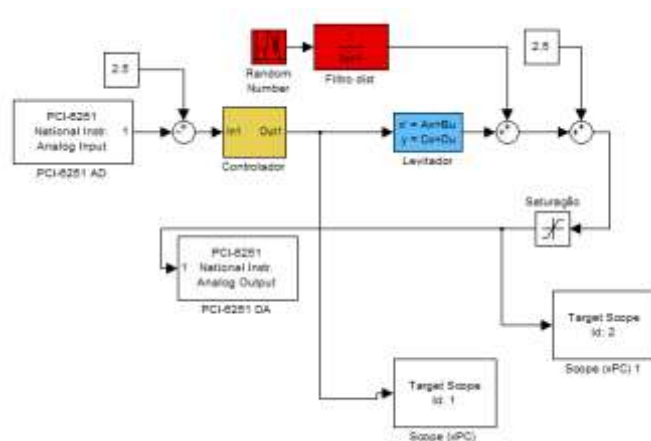 2.5
2.5
Random
Number
Filtro dist
PCI-6251
National Instr.
Analog Input
1
PCI-6251 AD
In1
Out1
Controlador
x' = Ax+Bu
y = Cx+Du
Levitador
Saturação
PCI-6251
National Instr.
Analog Output
1
PCI-6251 DA
Target Scope
Id: 2
Scope (xPC) 1
Target Scope
Id: 1
Scope (xPC)